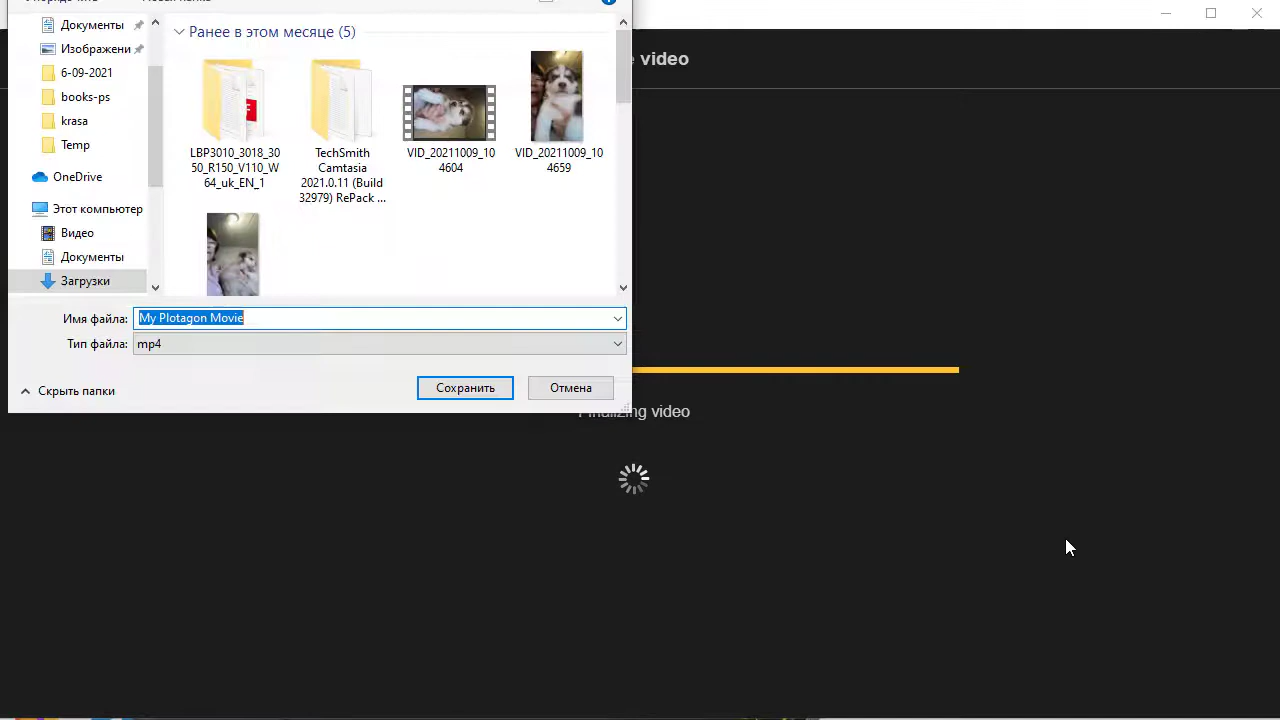 Новая папка
e video
Документы
Ранее в этом месяце (5)
Изображени
6-09-2021
books-ps
krasa
Temp
OneDrive
Этот компьютер
Видео
Документы
Загрузки
LBP3010_3018_30
50_R150_V110_W
64_uk_EN_1
TechSmith
Camtasia
2021.0.11 (Build
32979) RePack ...
VID_20211009_10
4604
VID_20211009_10
4659
Имя файла:
My Plotagon Movie
Тип файла:
mp4
Скрыть папки
Сохранить
Отмена
Finalizing video